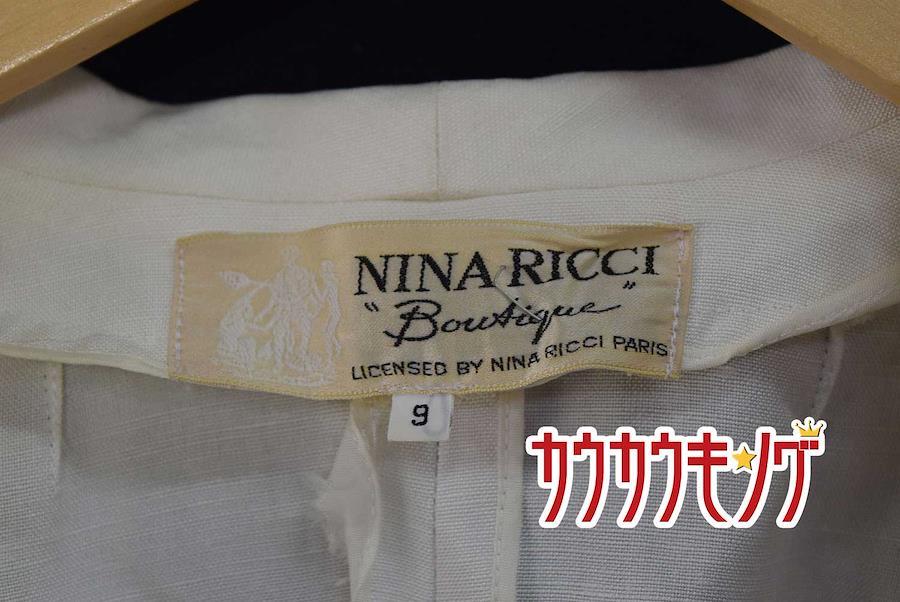 NINA RICCI
"Boutique"
LICENSED BY NINA RICCI PARIS
9
カウカウキング